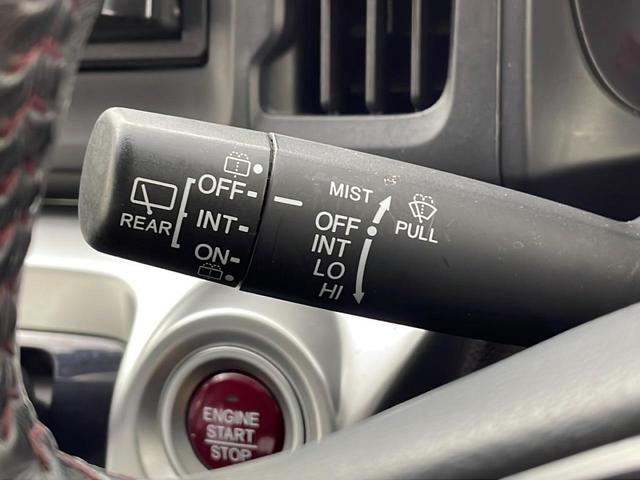 REAR
OFF
INT
ON
MIST
OFF
INT
LO
HI
PULL
ENGINE
START
STOP